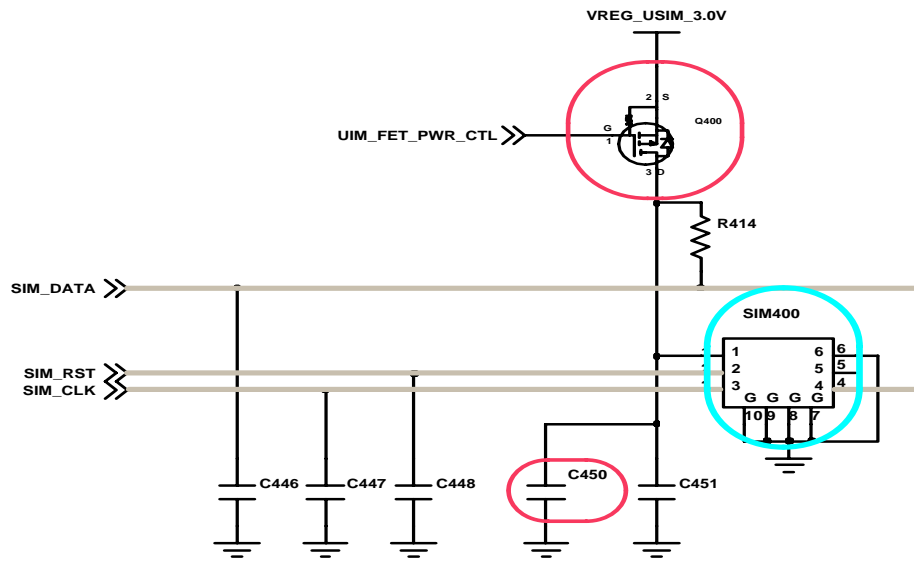 VREG_USIM_3.0V
2 S
Q400
UIM_FET_PWR_CTL
G
1
3 D
R414
SIM_DATA
SIM400
SIM_RST
SIM_CLK
1 6 6
2 5 5
3 4 4
G G G G
10 9 8 7
C446
C447
C448
C450
C451